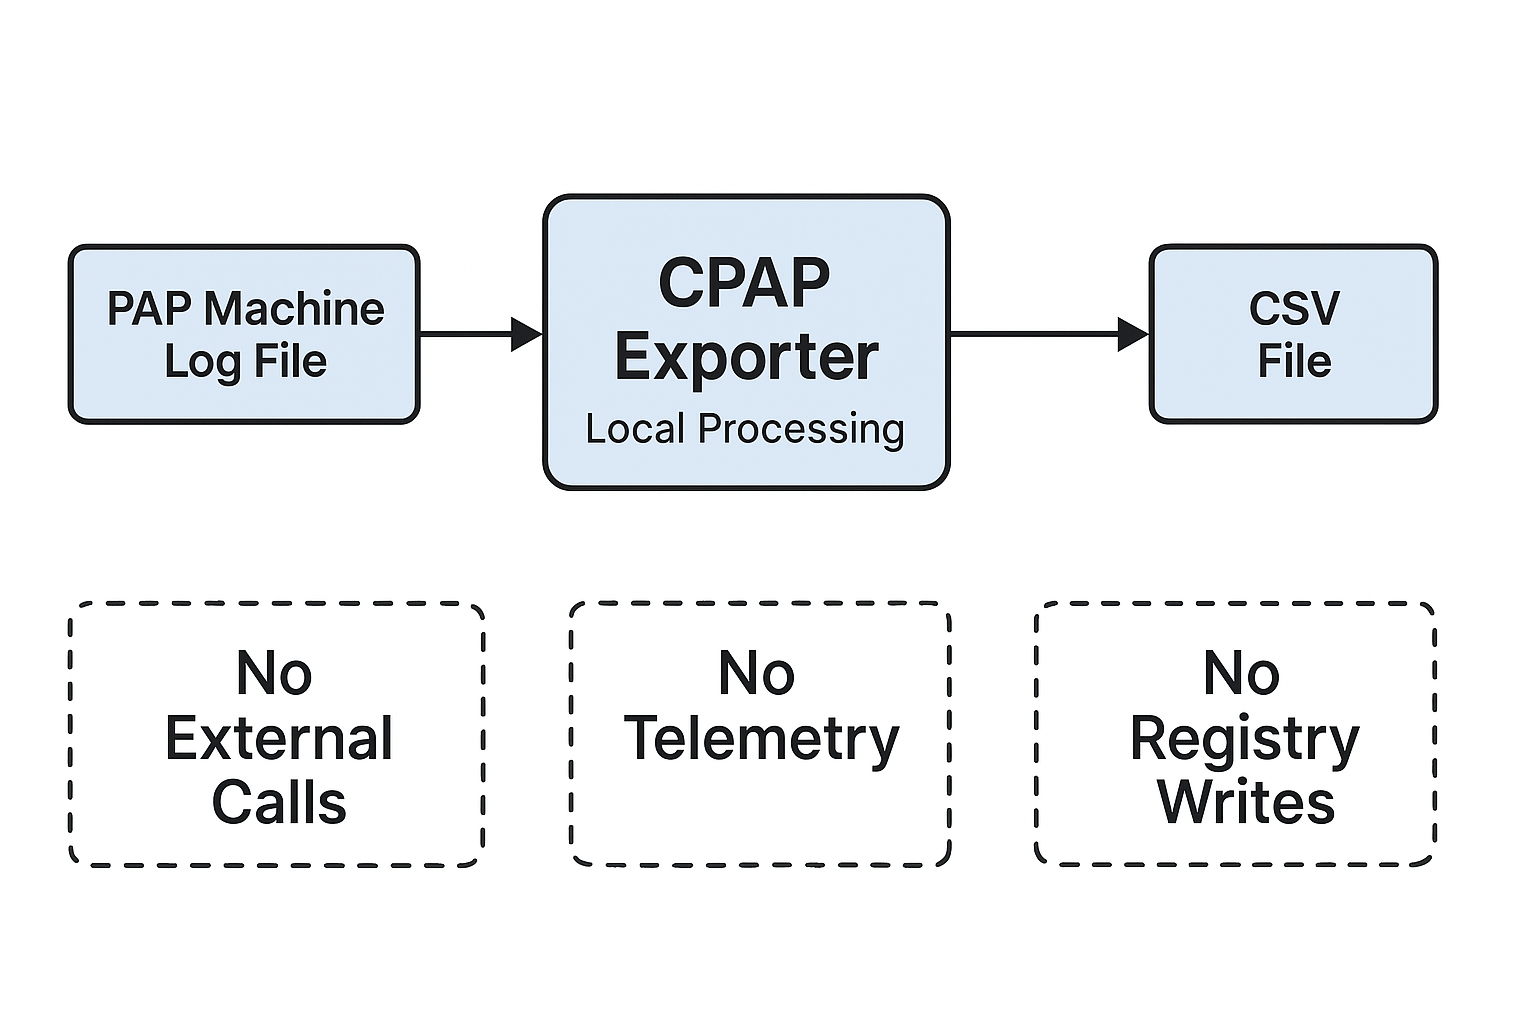 PAP Machine
Log File
CPAP
Exporter
Local Processing
CSV
File
No
External
Calls
No
Telemetry
No
Registry
Writes